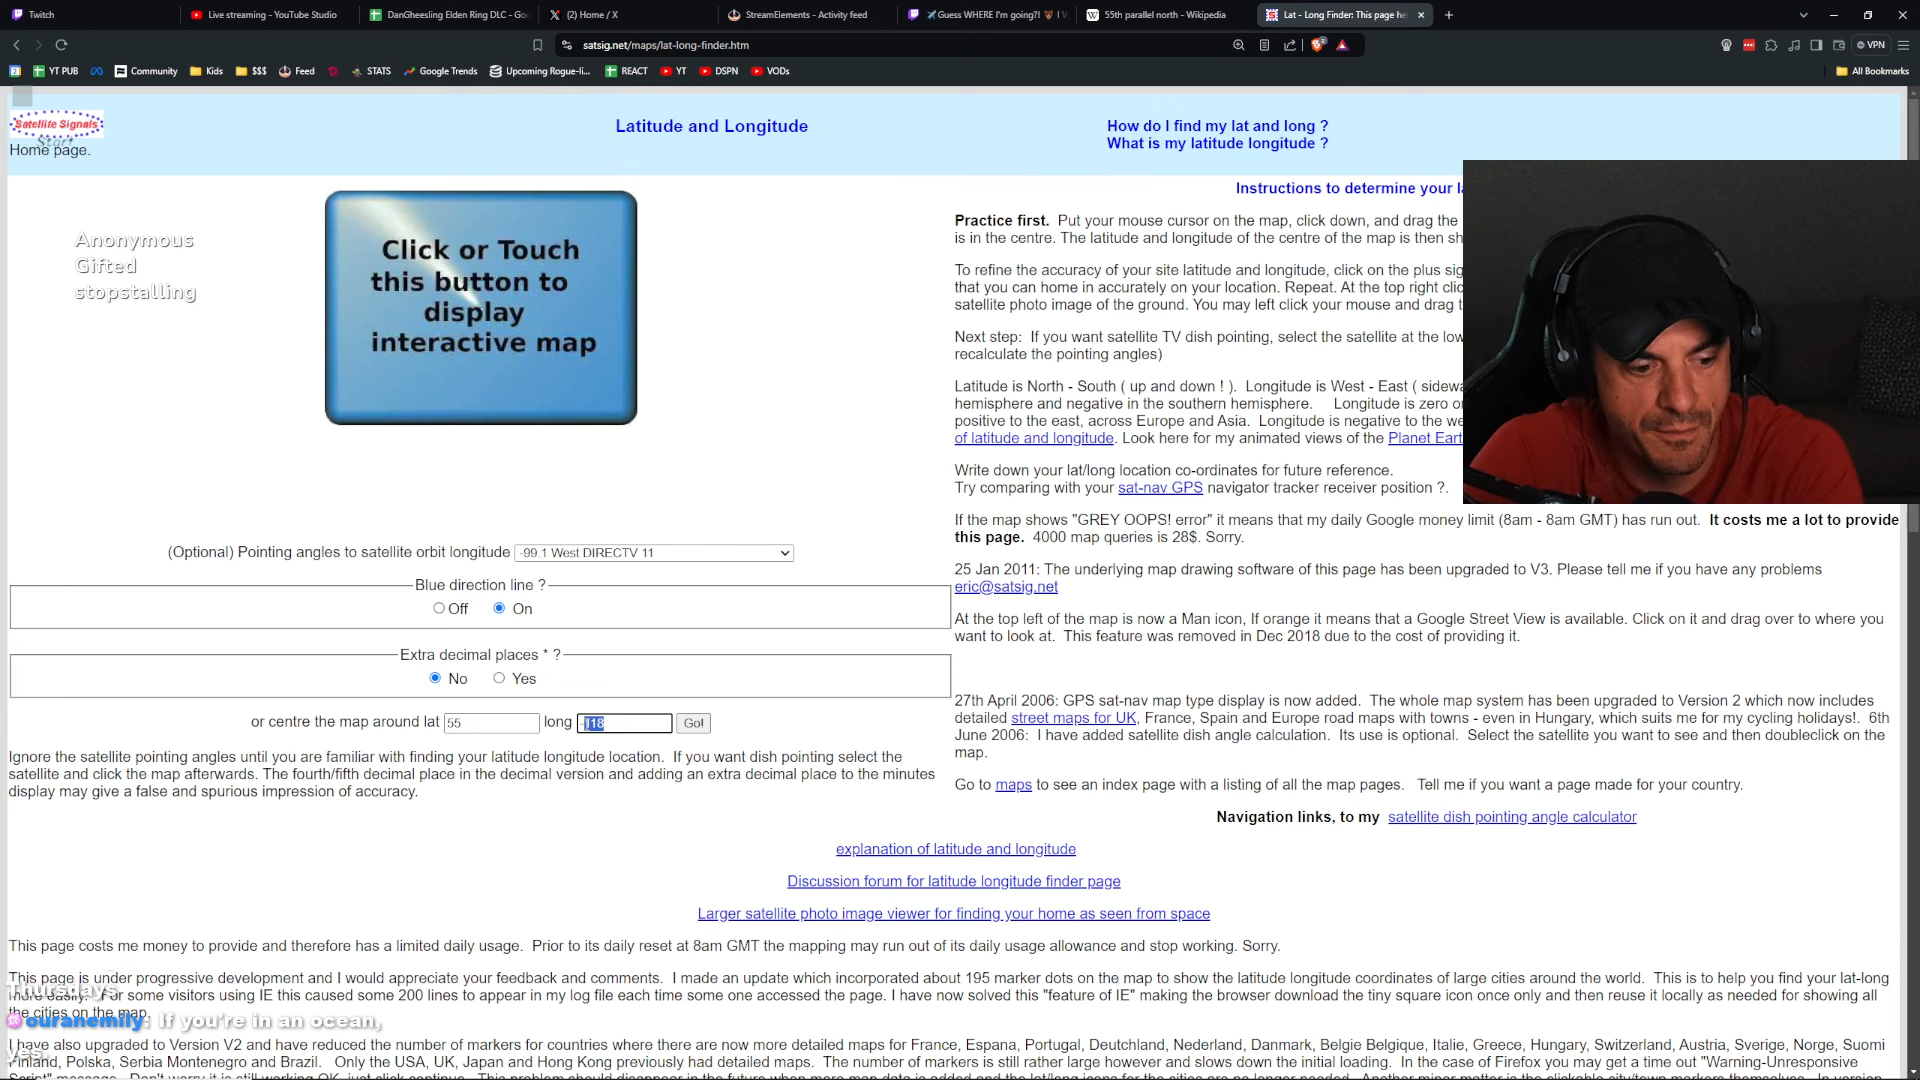 Twitch
Live streaming - YouTube Studio
DanGheesling Elden Ring DLC - Goo
(2) Home / X
StreamElements - Activity feed
Guess WHERE I'm going?! I
55th parallel north - Wikipedia
Lat - Long Finder: This page he
satsig.net/maps/lat-long-finder.htm
VPN
YT PUB
Community
Kids
$$$
Feed
STATS
Google Trends
Upcoming Rogue-li...
REACT
YT
DSPN
VODs
All Bookmarks
Satellite Signals
Start
Home page.
Latitude and Longitude
How do I find my lat and long ?
What is my latitude longitude ?
Anonymous
Gifted
stopstalling
Click or Touch
this button to
display
interactive map
Instructions to determine your l
Practice first. Put your mouse cursor on the map, click down, and drag the
is in the centre. The latitude and longitude of the centre of the map is then sh
To refine the accuracy of your site latitude and longitude, click on the plus sig
that you can home in accurately on your location. Repeat. At the top right clic
satellite photo image of the ground. You may left click your mouse and drag t
Next step: If you want satellite TV dish pointing, select the satellite at the low
recalculate the pointing angles)
Latitude is North - South ( up and down ! ). Longitude is West - East ( sidew
hemisphere and negative in the southern hemisphere. Longitude is zero o
positive to the east, across Europe and Asia. Longitude is negative to the we
of latitude and longitude. Look here for my animated views of the Planet Eart
Write down your lat/long location co-ordinates for future reference.
Try comparing with your sat-nav GPS navigator tracker receiver position ?.
If the map shows "GREY OOPS! error" it means that my daily Google money limit (8am - 8am GMT) has run out. It costs me a lot to provide
this page. 4000 map queries is 28$. Sorry.
25 Jan 2011: The underlying map drawing software of this page has been upgraded to V3. Please tell me if you have any problems
eric@satsig.net
At the top left of the map is now a Man icon, If orange it means that a Google Street View is available. Click on it and drag over to where you
want to look at. This feature was removed in Dec 2018 due to the cost of providing it.
27th April 2006: GPS sat-nav map type display is now added. The whole map system has been upgraded to Version 2 which now includes
detailed street maps for UK, France, Spain and Europe road maps with towns - even in Hungary, which suits me for my cycling holidays!. 6th
June 2006: I have added satellite dish angle calculation. Its use is optional. Select the satellite you want to see and then doubleclick on the
map.
Go to maps to see an index page with a listing of all the map pages. Tell me if you want a page made for your country.
Navigation links, to my satellite dish pointing angle calculator
(Optional) Pointing angles to satellite orbit longitude -99.1 West DIRECTV 11
Blue direction line ?
Off On
Extra decimal places * ?
No Yes
or centre the map around lat 55 long -118 Go!
Ignore the satellite pointing angles until you are familiar with finding your latitude longitude location. If you want dish pointing select the
satellite and click the map afterwards. The fourth/fifth decimal place in the decimal version and adding an extra decimal place to the minutes
display may give a false and spurious impression of accuracy.
explanation of latitude and longitude
Discussion forum for latitude longitude finder page
Larger satellite photo image viewer for finding your home as seen from space
This page costs me money to provide and therefore has a limited daily usage. Prior to its daily reset at 8am GMT the mapping may run out of its daily usage allowance and stop working. Sorry.
This page is under progressive development and I would appreciate your feedback and comments. I made an update which incorporated about 195 marker dots on the map to show the latitude longitude coordinates of large cities around the world. This is to help you find your lat-long
more easily. For some visitors using IE this caused some 200 lines to appear in my log file each time some one accessed the page. I have now solved this "feature of IE" making the browser download the tiny square icon once only and then reuse it locally as needed for showing all
the cities on the map.
Thursdays
ouranemily: If you're in an ocean,
yes.
I have also upgraded to Version V2 and have reduced the number of markers for countries where there are now more detailed maps for France, Espana, Portugal, Deutchland, Nederland, Danmark, Belgie Belgique, Italie, Greece, Hungary, Switzerland, Austria, Sverige, Norge, Suomi
Finland, Polska, Serbia Montenegro and Brazil. Only the USA, UK, Japan and Hong Kong previously had detailed maps. The number of markers is still rather large however and slows down the initial loading. In the case of Firefox you may get a time out "Warning-Unresponsive